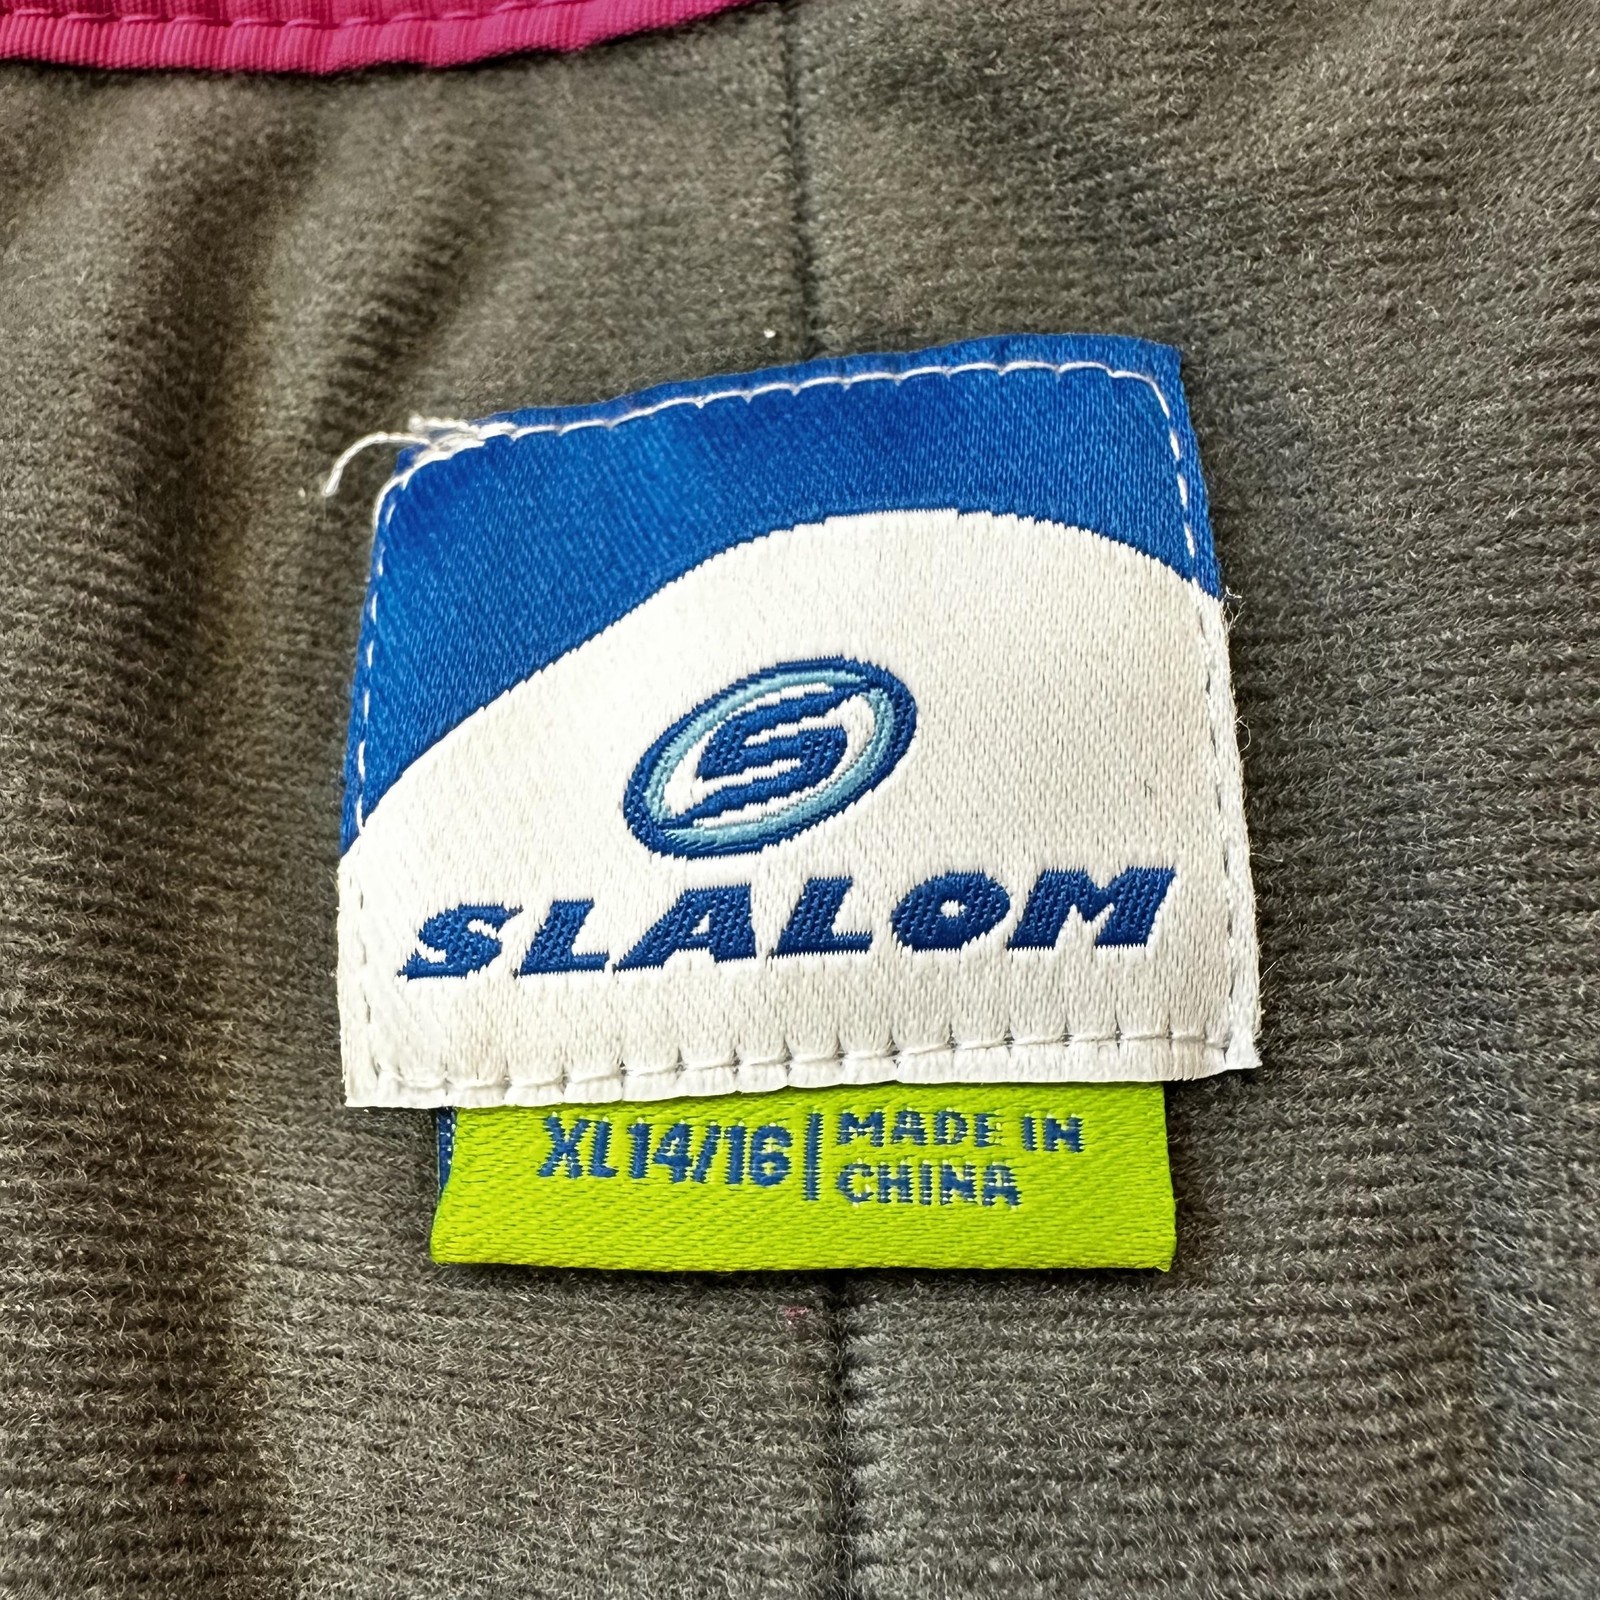 S
SLALOM
XL 14/16 | MADE IN
CHINA